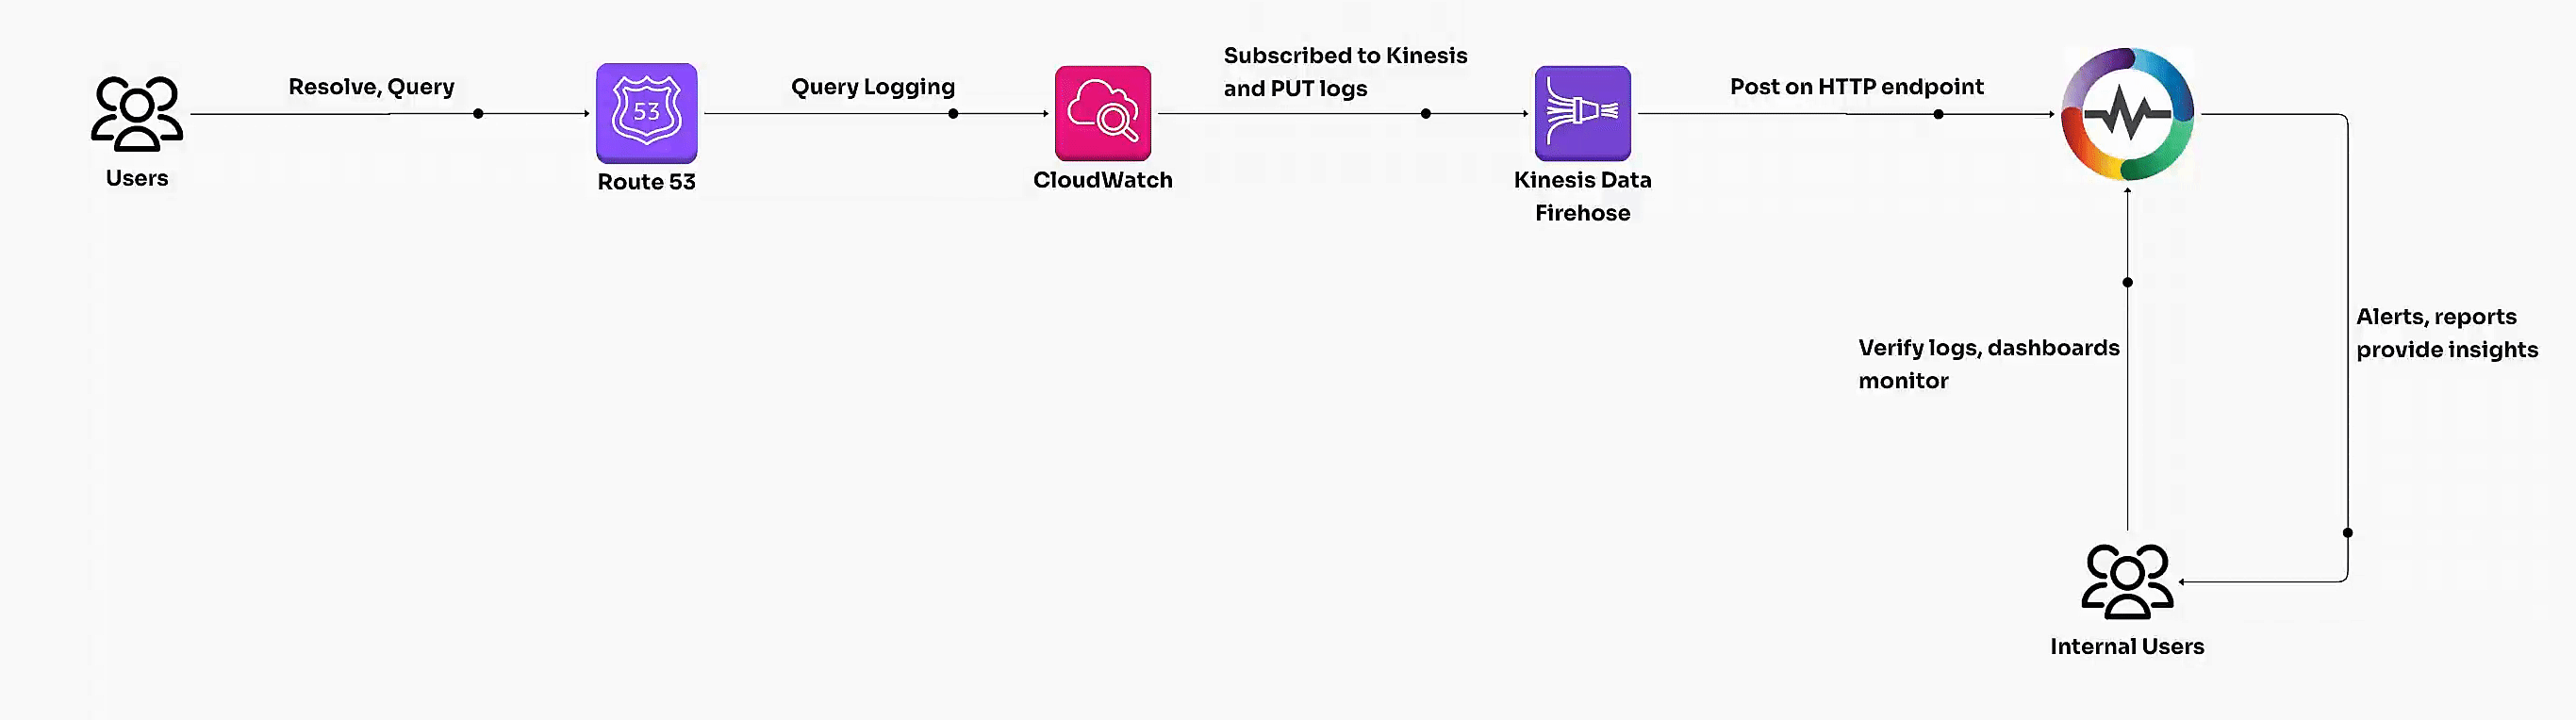 Resolve, Query
Users
53
Route 53
Query Logging
CloudWatch
Subscribed to Kinesis
and PUT logs
Kinesis Data
Firehose
Post on HTTP endpoint
Verify logs, dashboards
monitor
Alerts, reports
provide insights
Internal Users